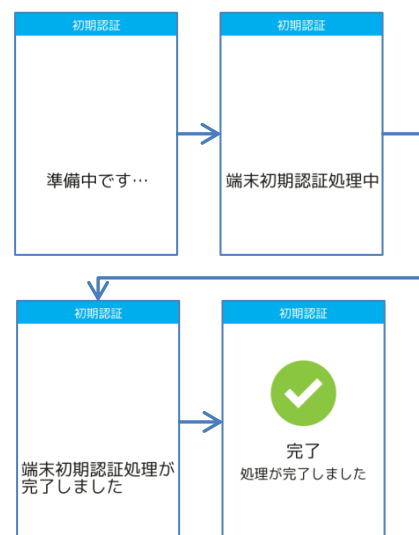 初期認証
準備中です…
初期認証
端末初期認証処理中
初期認証
端末初期認証処理が
完了しました
初期認証
完了
処理が完了しました